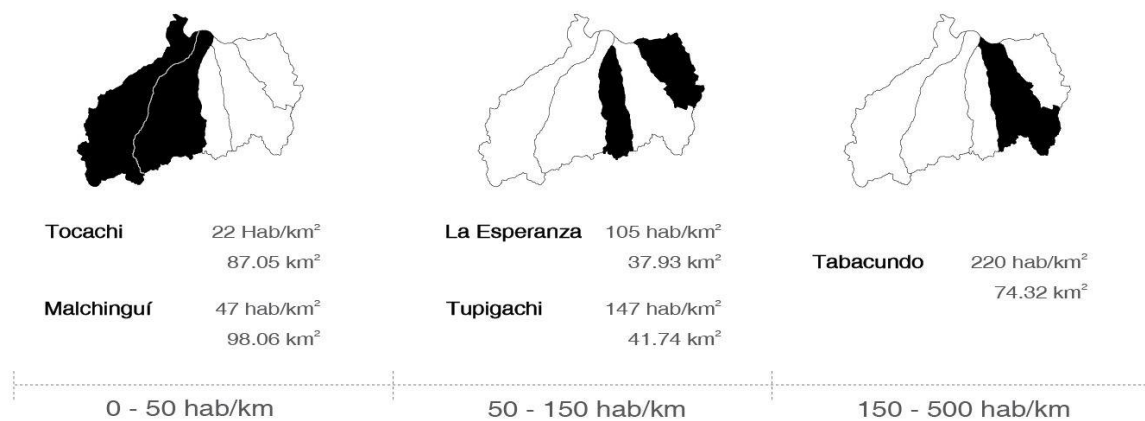 Tocachi 22 Hab/km²
87.05 km²
Malchinguí 47 hab/km²
98.06 km²
0 - 50 hab/km
La Esperanza 105 hab/km²
37.93 km²
Tupigachi 147 hab/km²
41.74 km²
50 - 150 hab/km
Tabacundo 220 hab/km²
74.32 km²
150 - 500 hab/km